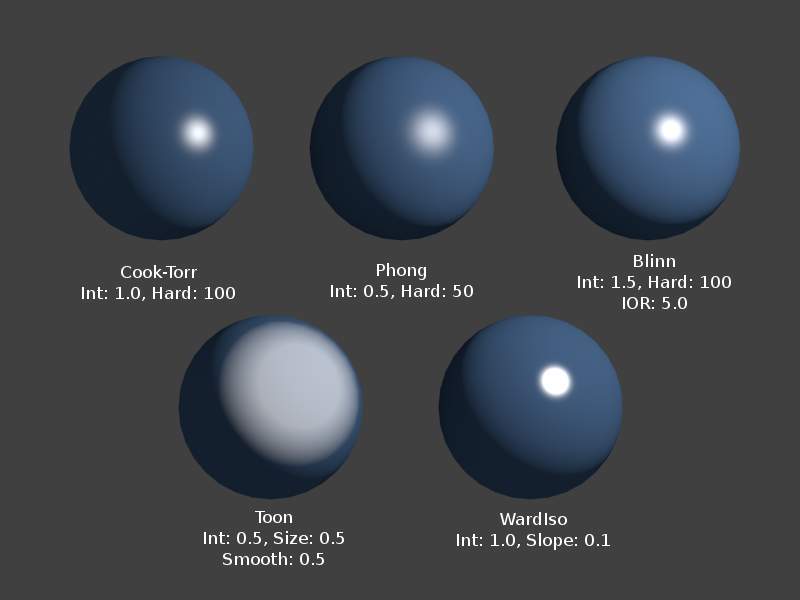 Cook-Torr
Int: 1.0, Hard: 100
Phong
Int: 0.5, Hard: 50
Blinn
Int: 1.5, Hard: 100
IOR: 5.0
Toon
Int: 0.5, Size: 0.5
Smooth: 0.5
WardIso
Int: 1.0, Slope: 0.1